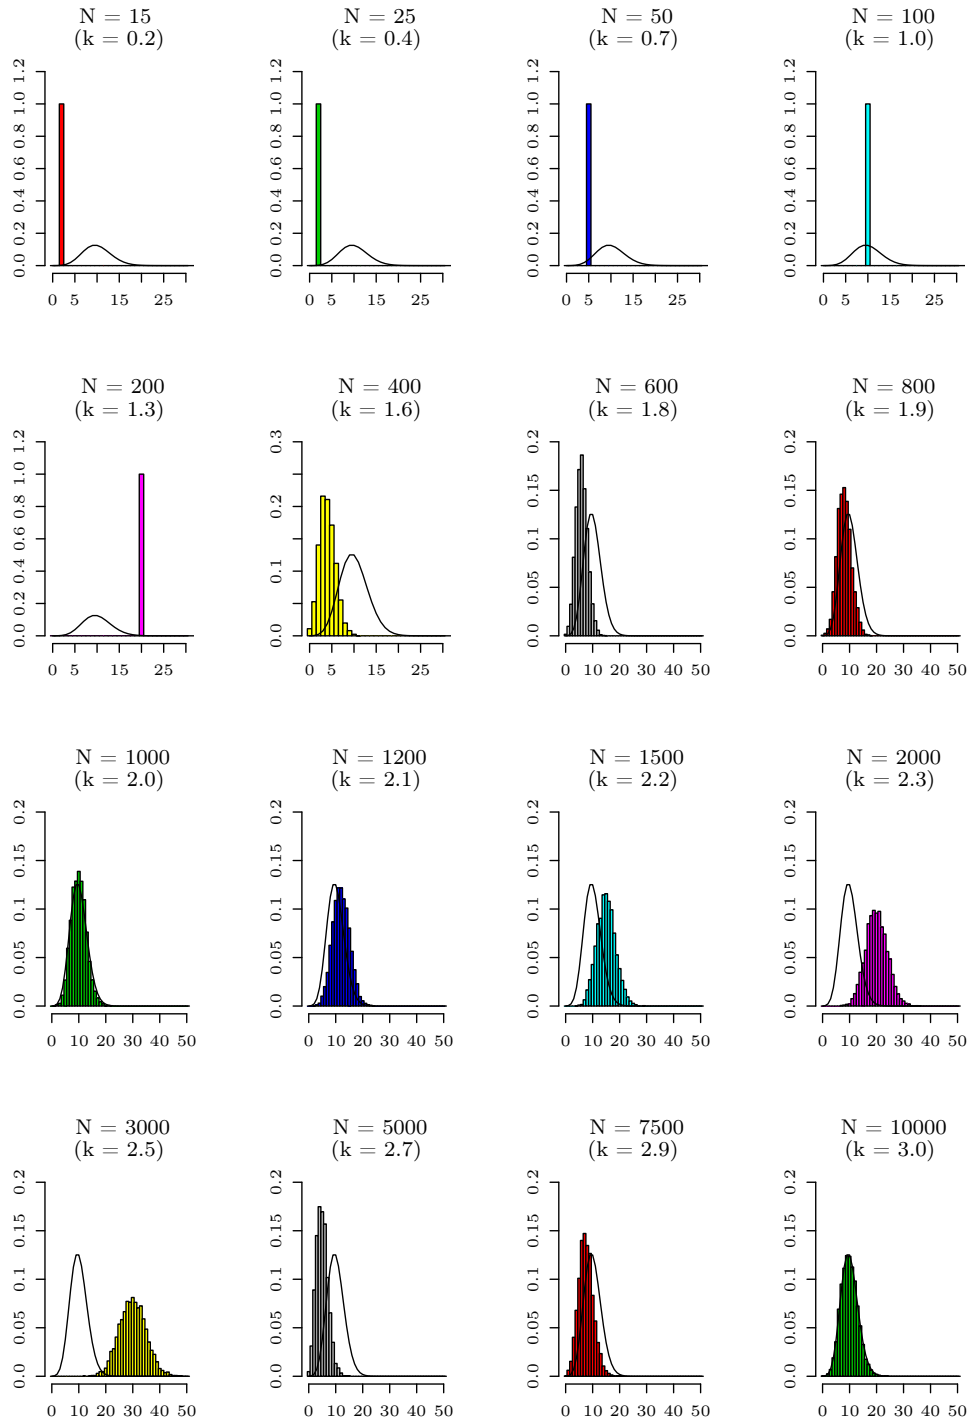 N = 15
(k = 0.2)
0.0 0.2 0.4 0.6 0.8 1.0 1.2
0 5 15 25
N = 25
(k = 0.4)
0.0 0.2 0.4 0.6 0.8 1.0 1.2
0 5 15 25
N = 50
(k = 0.7)
0.0 0.2 0.4 0.6 0.8 1.0 1.2
0 5 15 25
N = 100
(k = 1.0)
0.0 0.2 0.4 0.6 0.8 1.0 1.2
0 5 15 25
N = 200
(k = 1.3)
0.0 0.2 0.4 0.6 0.8 1.0 1.2
0 5 15 25
N = 400
(k = 1.6)
0.0 0.1 0.2 0.3
0 5 15 25
N = 600
(k = 1.8)
0.0 0.05 0.1 0.15 0.2
0 10 20 30 40 50
N = 800
(k = 1.9)
0.0 0.05 0.1 0.15 0.2
0 10 20 30 40 50
N = 1000
(k = 2.0)
0.0 0.05 0.1 0.15 0.2
0 10 20 30 40 50
N = 1200
(k = 2.1)
0.0 0.05 0.1 0.15 0.2
0 10 20 30 40 50
N = 1500
(k = 2.2)
0.0 0.05 0.1 0.15 0.2
0 10 20 30 40 50
N = 2000
(k = 2.3)
0.0 0.05 0.1 0.15 0.2
0 10 20 30 40 50
N = 3000
(k = 2.5)
0.0 0.05 0.1 0.15 0.2
0 10 20 30 40 50
N = 5000
(k = 2.7)
0.0 0.05 0.1 0.15 0.2
0 10 20 30 40 50
N = 7500
(k = 2.9)
0.0 0.05 0.1 0.15 0.2
0 10 20 30 40 50
N = 10000
(k = 3.0)
0.0 0.05 0.1 0.15 0.2
0 10 20 30 40 50